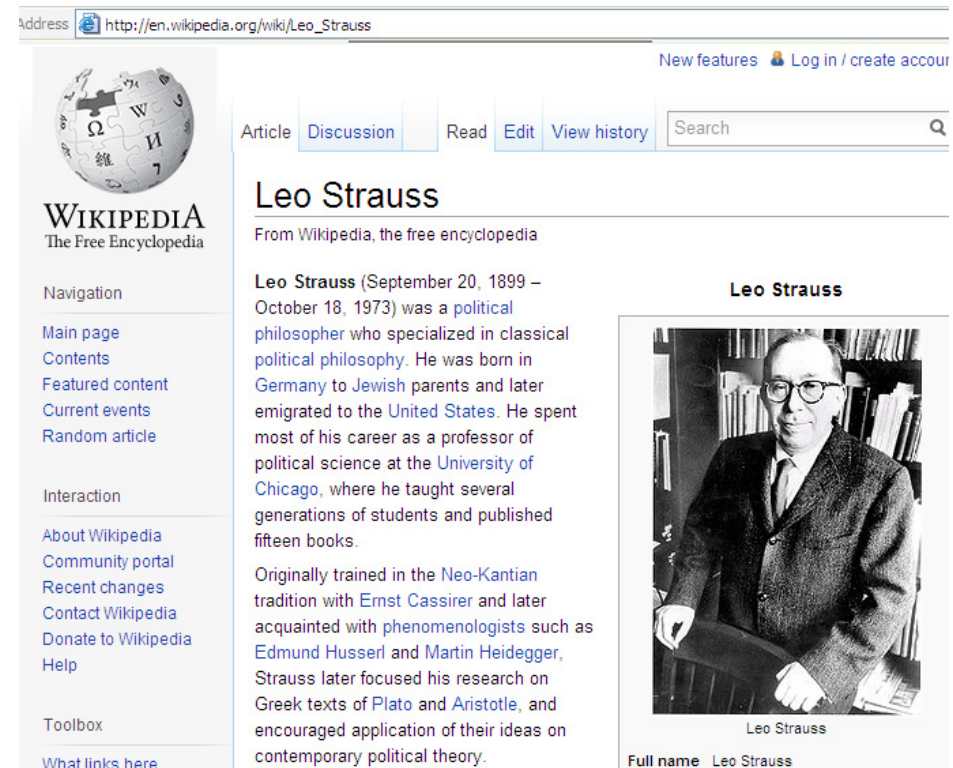 Address http://en.wikipedia.org/wiki/Leo_Strauss
New features Log in / create accour
Article Discussion Read Edit View history Search
WIKIPEDIA
The Free Encyclopedia
Navigation
Main page
Contents
Featured content
Current events
Random article
Interaction
About Wikipedia
Community portal
Recent changes
Contact Wikipedia
Donate to Wikipedia
Help
Toolbox
What links here
Leo Strauss
From Wikipedia, the free encyclopedia
Leo Strauss (September 20, 1899 –
October 18, 1973) was a political
philosopher who specialized in classical
political philosophy. He was born in
Germany to Jewish parents and later
emigrated to the United States. He spent
most of his career as a professor of
political science at the University of
Chicago, where he taught several
generations of students and published
fifteen books.
Originally trained in the Neo-Kantian
tradition with Ernst Cassirer and later
acquainted with phenomenologists such as
Edmund Husserl and Martin Heidegger,
Strauss later focused his research on
Greek texts of Plato and Aristotle, and
encouraged application of their ideas on
contemporary political theory.
Leo Strauss
Leo Strauss
Full name Leo Strauss